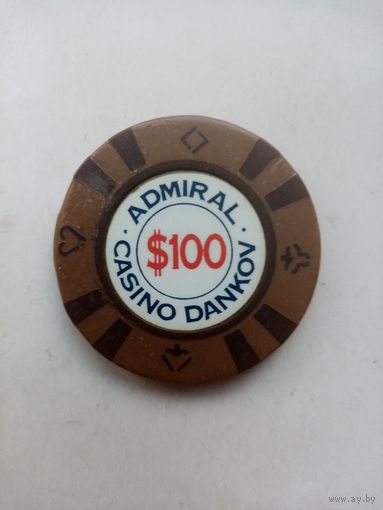 · ADMIRAL ·
$100
CASINO DANKOV
www.ay.by